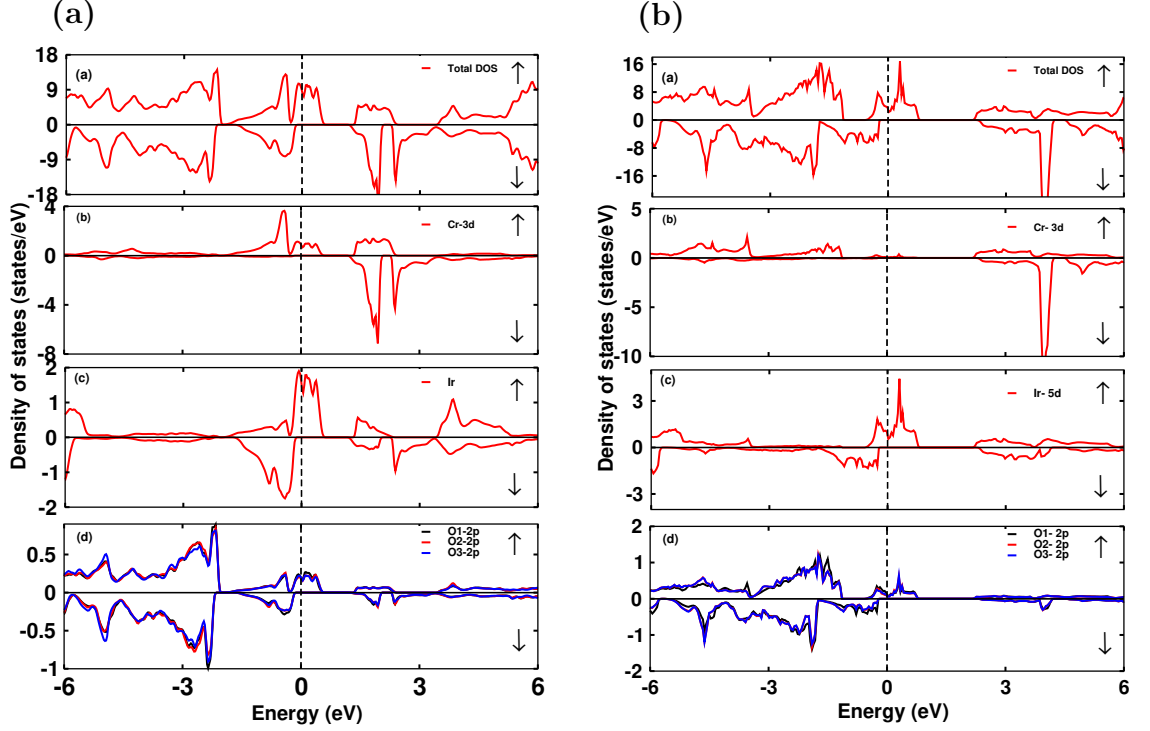 (a)
(b)
Density of states (states/eV)
(a)
Total DOS
↑
↓
18
9
0
-9
-18
(b)
Cr-3d
↑
↓
4
0
-4
-8
(c)
Ir
↑
↓
2
1
0
-1
-2
(d)
O1-2p
O2-2p
O3-2p
↑
↓
0.5
0
-0.5
-1
-6 -3 0 3 6
Energy (eV)
Density of states (states/eV)
(a)
Total DOS
↑
↓
16
8
0
-8
-16
(b)
Cr- 3d
↑
↓
5
0
-5
-10
(c)
Ir- 5d
↑
↓
3
0
-3
(d)
O1- 2p
O2- 2p
O3- 2p
↑
↓
2
1
0
-1
-2
-6 -3 0 3 6
Energy (eV)